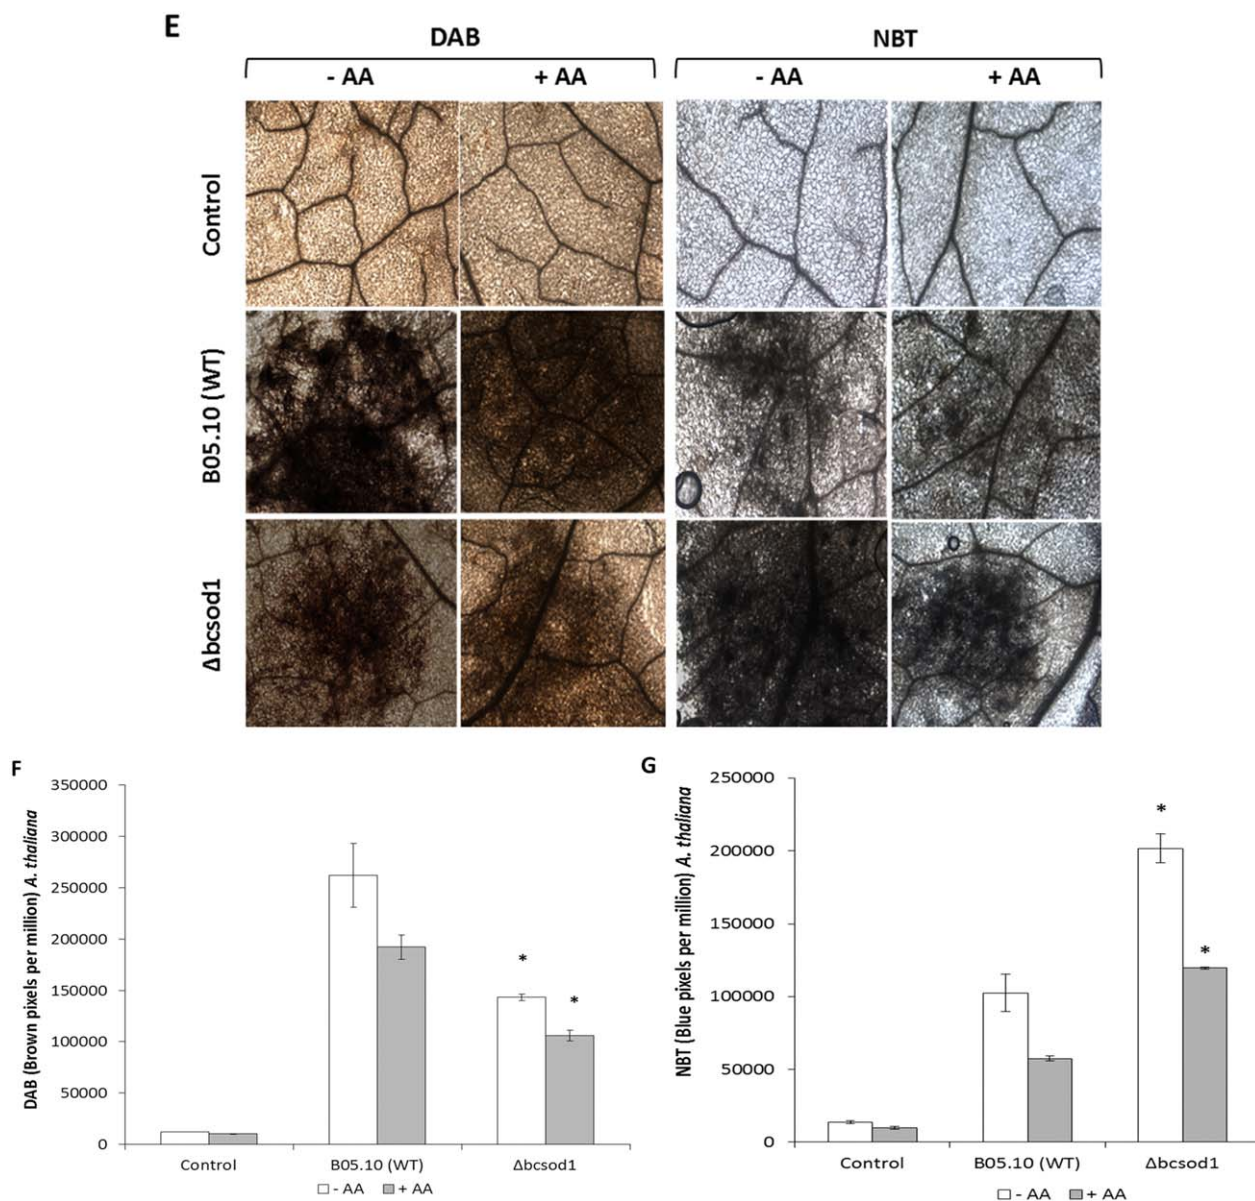 E
DAB NBT
- AA + AA - AA + AA
Control
B05.10 (WT)
Δbcsod1
F
DAB (Brown pixels per million) A. thaliana
350000
300000
250000
200000
150000
100000
50000
0
* *
Control B05.10 (WT) Δbcsod1
- AA + AA
G
NBT (Blue pixels per million) A. thaliana
250000
200000
150000
100000
50000
0
*
*
Control B05.10 (WT) Δbcsod1
- AA + AA